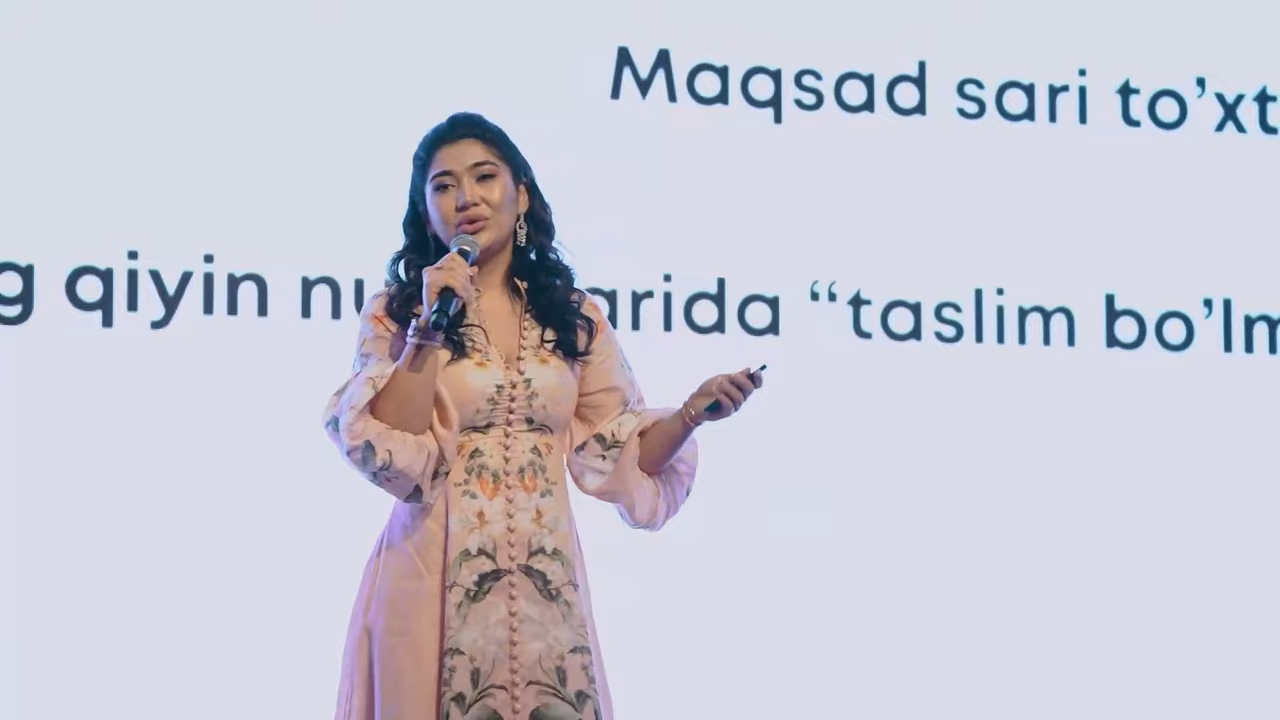 Maqsad sari to’xt
g qiyin nu arida “taslim bo’lm